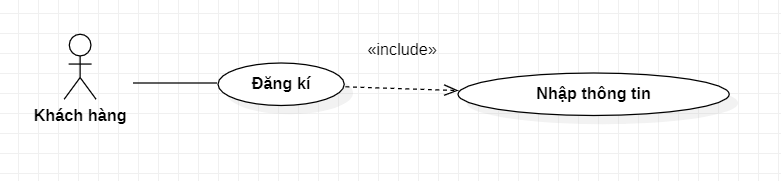 «include»
Đăng kí
Nhập thông tin
Khách hàng